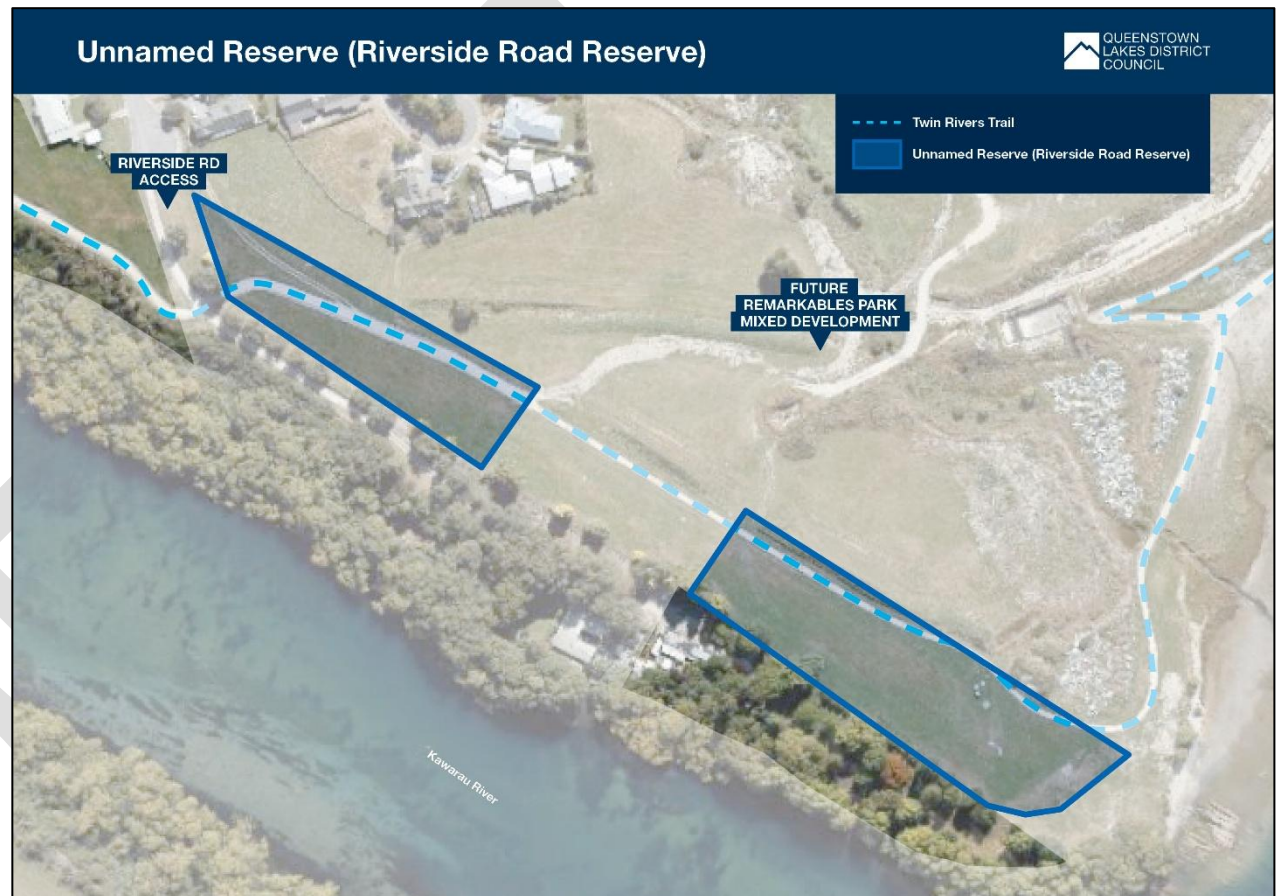 Unnamed Reserve (Riverside Road Reserve)
QUEENSTOWN
LAKES DISTRICT
COUNCIL
Twin Rivers Trail
Unnamed Reserve (Riverside Road Reserve)
RIVERSIDE RD
ACCESS
FUTURE
REMARKABLES PARK
MIXED DEVELOPMENT
Kawarau River